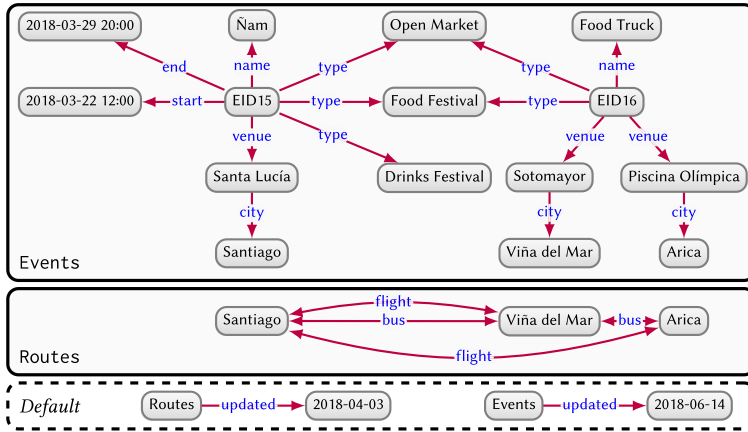 2018-03-29 20:00
Ñam
Open Market
Food Truck
end
name
type
type
name
2018-03-22 12:00
start
EID15
type
Food Festival
type
EID16
venue
type
venue
venue
Santa Lucía
Drinks Festival
Sotomayor
Piscina Olímpica
city
city
city
Santiago
Viña del Mar
Arica
Events
flight
Santiago
bus
Viña del Mar
bus
Arica
flight
Routes
Default
Routes
updated
2018-04-03
Events
updated
2018-06-14